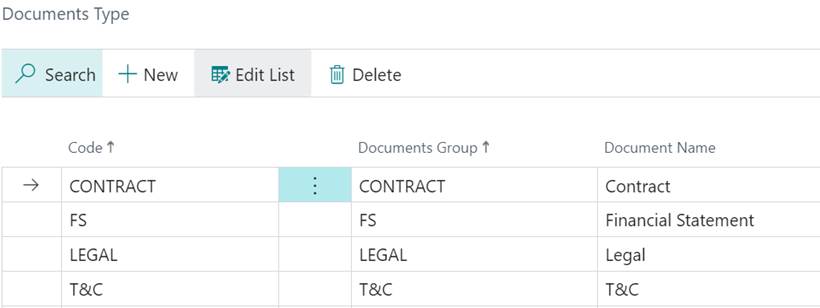 Documents Type
Search New Edit List Delete
Code↑ Documents Group↑ Document Name
CONTRACT CONTRACT Contract
FS FS Financial Statement
LEGAL LEGAL Legal
T&C T&C T&C